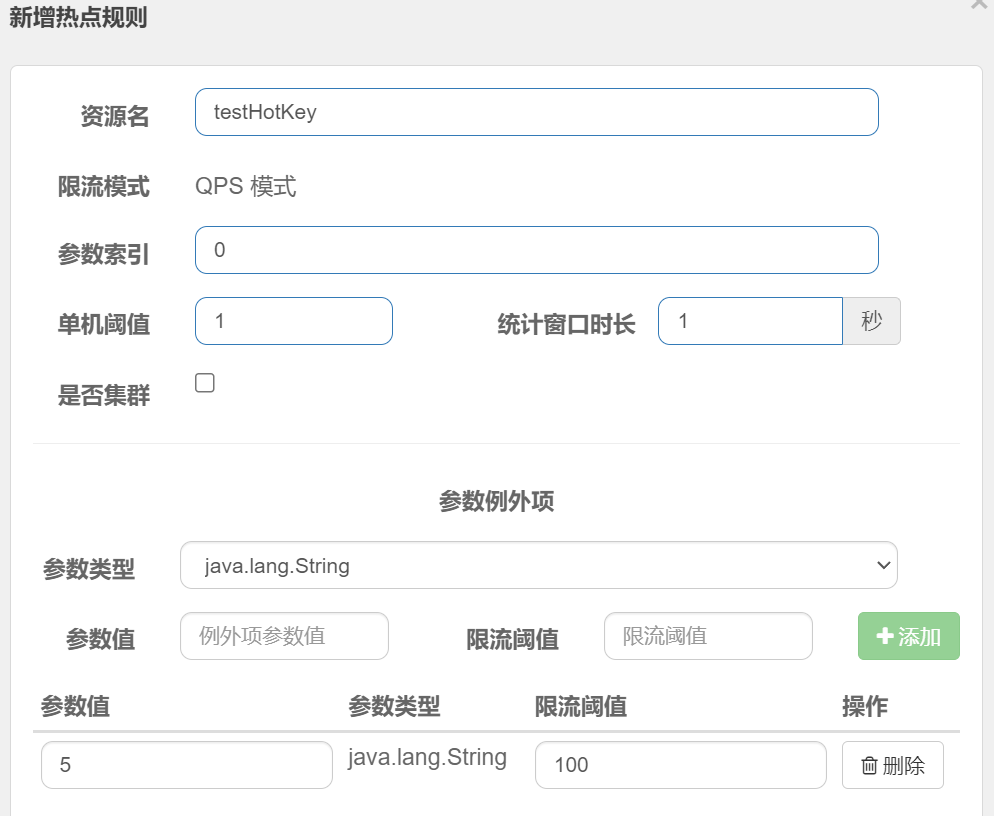 新增热点规则
资源名 testHotKey
限流模式 QPS 模式
参数索引 0
单机阈值 1 统计窗口时长 1 秒
是否集群
参数例外项
参数类型 java.lang.String
参数值 例外项参数值 限流阈值 限流阈值 添加
参数值 参数类型 限流阈值 操作
5 java.lang.String 100 删除